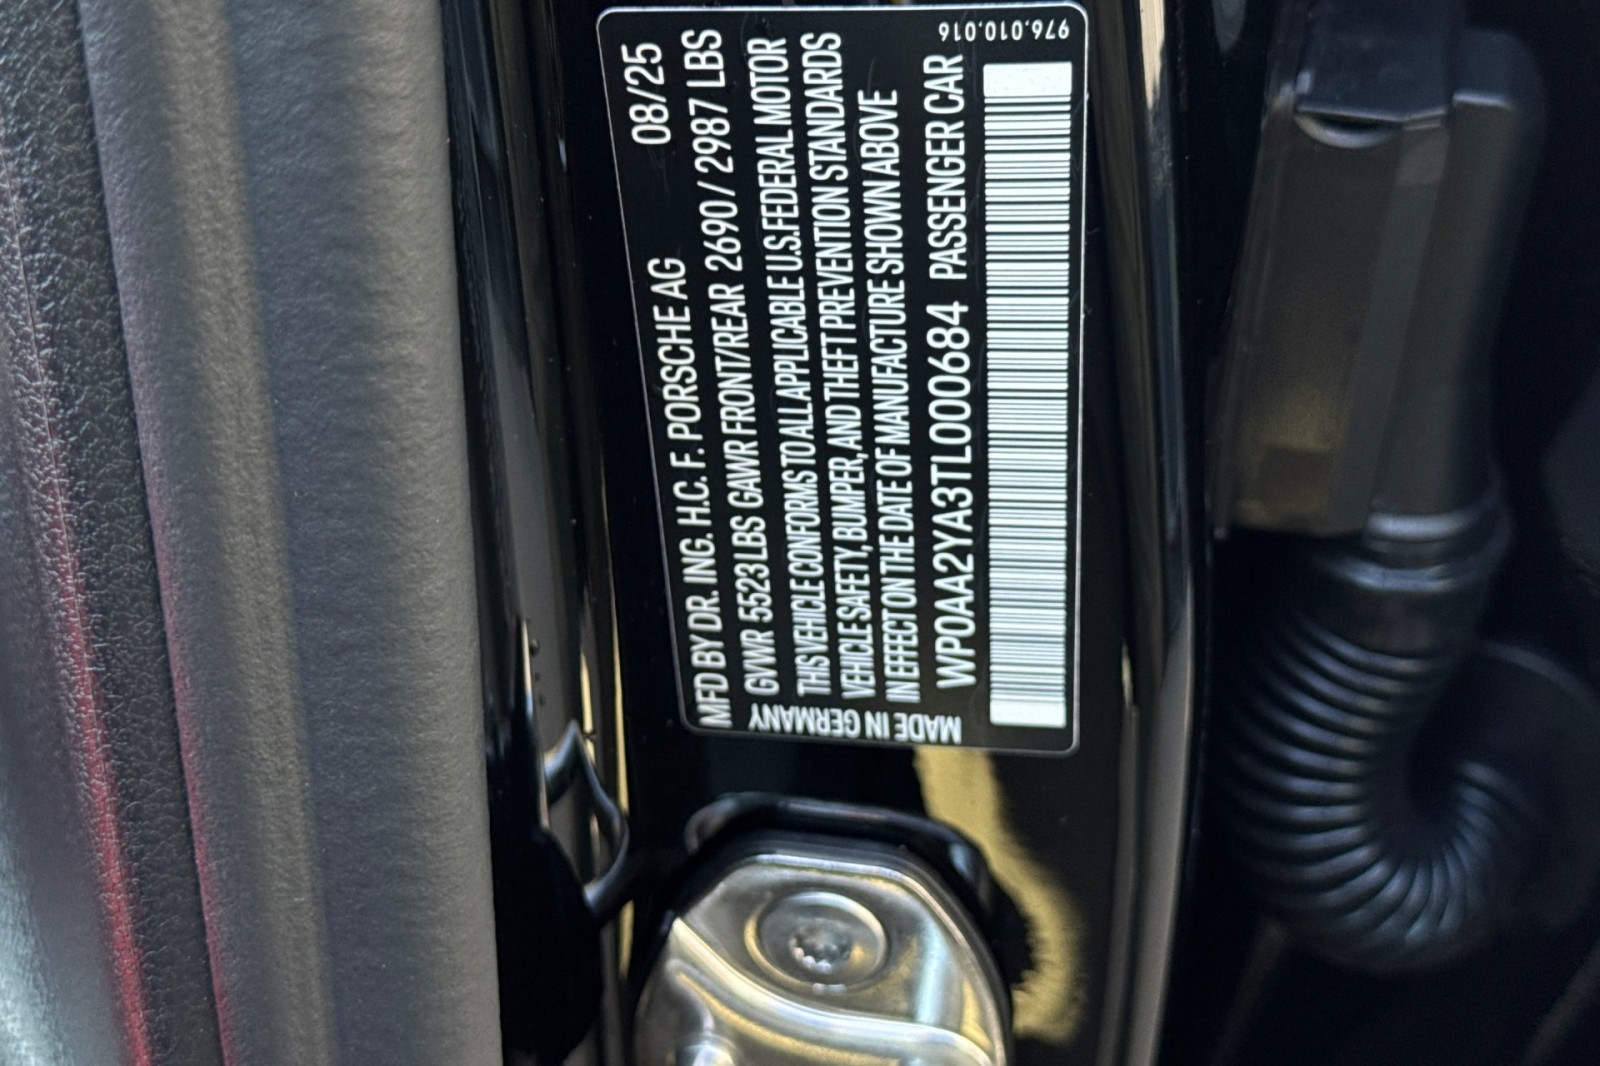 976.010.016
MFD BY DR. ING. H.C. F. PORSCHE AG 08/25
GVWR 5523LBS GAWR FRONT/REAR 2690 / 2987 LBS
THIS VEHICLE CONFORMS TO ALL APPLICABLE U.S. FEDERAL MOTOR
VEHICLE SAFETY, BUMPER, AND THEFT PREVENTION STANDARDS
IN EFFECT ON THE DATE OF MANUFACTURE SHOWN ABOVE
WP0AA2YA3TL000684 PASSENGER CAR
MADE IN GERMANY